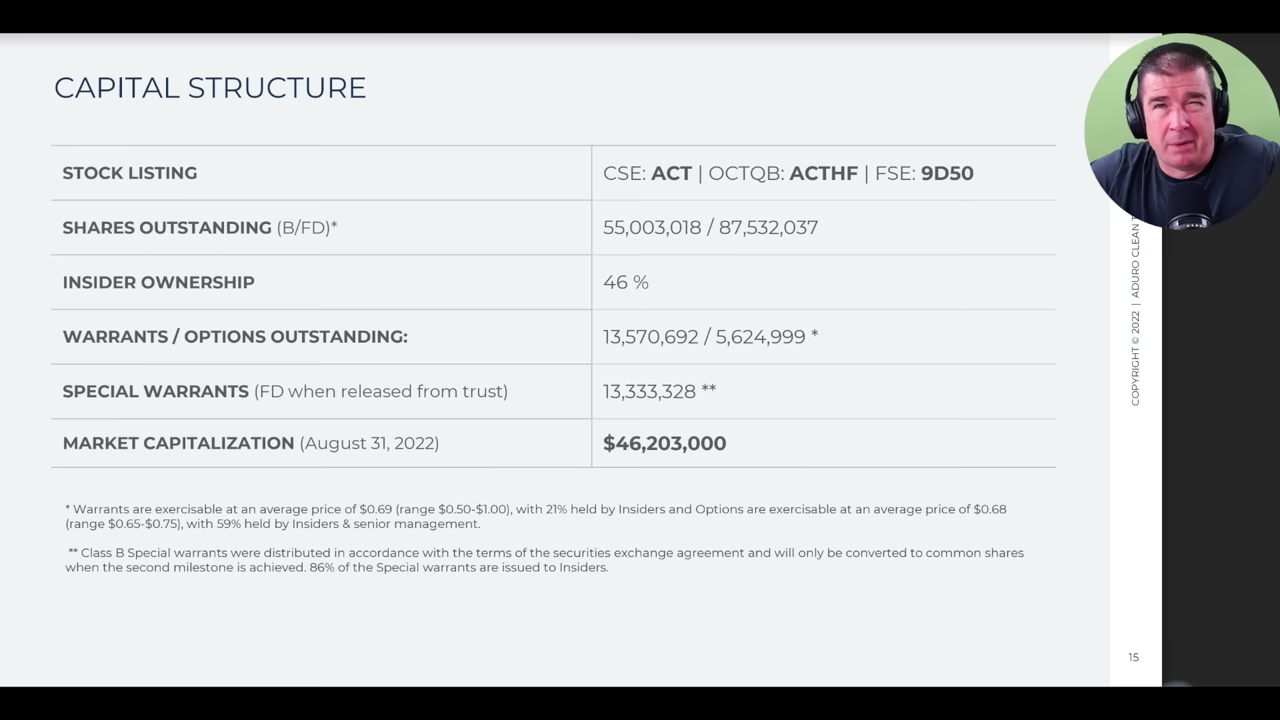 CAPITAL STRUCTURE
STOCK LISTING
CSE: ACT | OCTQB: ACTHF | FSE: 9D50
SHARES OUTSTANDING (B/FD)*
55,003,018 / 87,532,037
INSIDER OWNERSHIP
46 %
WARRANTS / OPTIONS OUTSTANDING:
13,570,692 / 5,624,999 *
SPECIAL WARRANTS (FD when released from trust)
13,333,328 **
MARKET CAPITALIZATION (August 31, 2022)
$46,203,000
* Warrants are exercisable at an average price of $0.69 (range $0.50-$1.00), with 21% held by Insiders and Options are exercisable at an average price of $0.68
(range $0.65-$0.75), with 59% held by Insiders & senior management.
** Class B Special warrants were distributed in accordance with the terms of the securities exchange agreement and will only be converted to common shares
when the second milestone is achieved. 86% of the Special warrants are issued to Insiders.
COPYRIGHT © 2022 | ADURO CLEAN
15